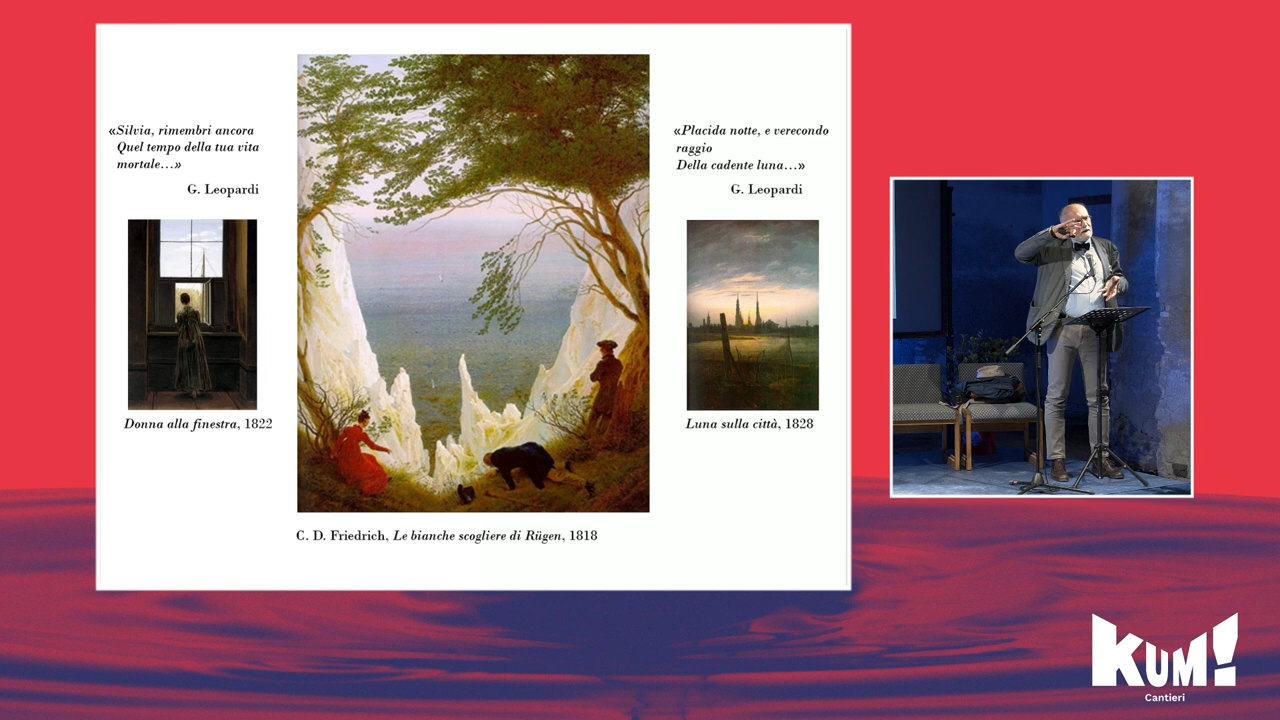 «Silvia, rimembri ancora
Quel tempo della tua vita
mortale…»
G. Leopardi
Donna alla finestra, 1822
C. D. Friedrich, Le bianche scogliere di Rügen, 1818
«Placida notte, e verecondo
raggio
Della cadente luna…»
G. Leopardi
Luna sulla città, 1828
KUM!
Cantieri